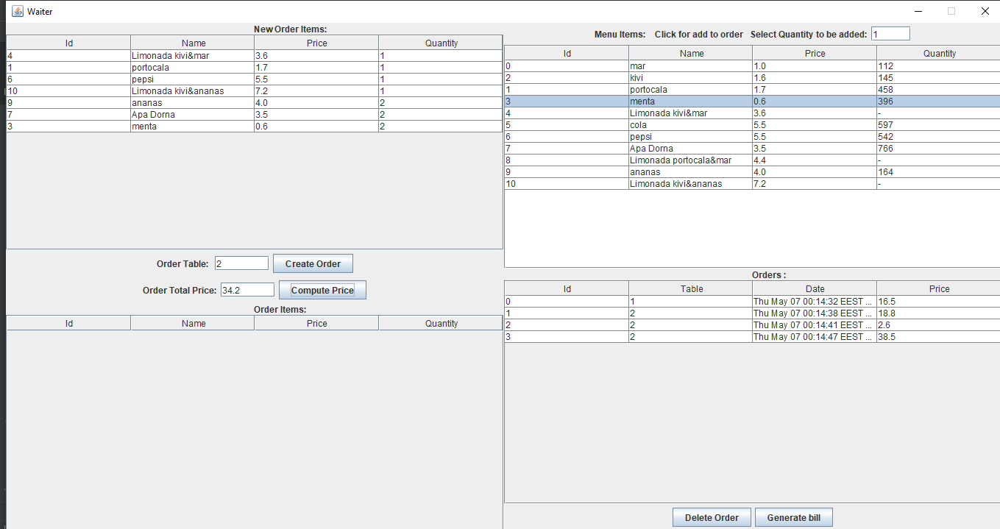 Waiter
New Order Items:
Id Name Price Quantity
4 Limonada kivi&mar 3.6 1
1 portocala 1.7 1
6 pepsi 5.5 1
10 Limonada kivi&ananas 7.2 1
9 ananas 4.0 2
7 Apa Dorna 3.5 2
3 menta 0.6 2
Order Table: 2 Create Order
Order Total Price: 34.2 Compute Price
Order Items:
Id Name Price Quantity
Menu Items: Click for add to order Select Quantity to be added: 1
Id Name Price Quantity
0 mar 1.0 112
2 kivi 1.6 145
1 portocala 1.7 458
3 menta 0.6 396
4 Limonada kivi&mar 3.6 -
5 cola 5.5 597
6 pepsi 5.5 542
7 Apa Dorna 3.5 766
8 Limonada portocala&mar 4.4 -
9 ananas 4.0 164
10 Limonada kivi&ananas 7.2 -
Orders :
Id Table Date Price
0 1 Thu May 07 00:14:32 EEST ... 16.5
1 2 Thu May 07 00:14:38 EEST ... 18.8
2 2 Thu May 07 00:14:41 EEST ... 2.6
3 2 Thu May 07 00:14:47 EEST ... 38.5
Delete Order Generate bill